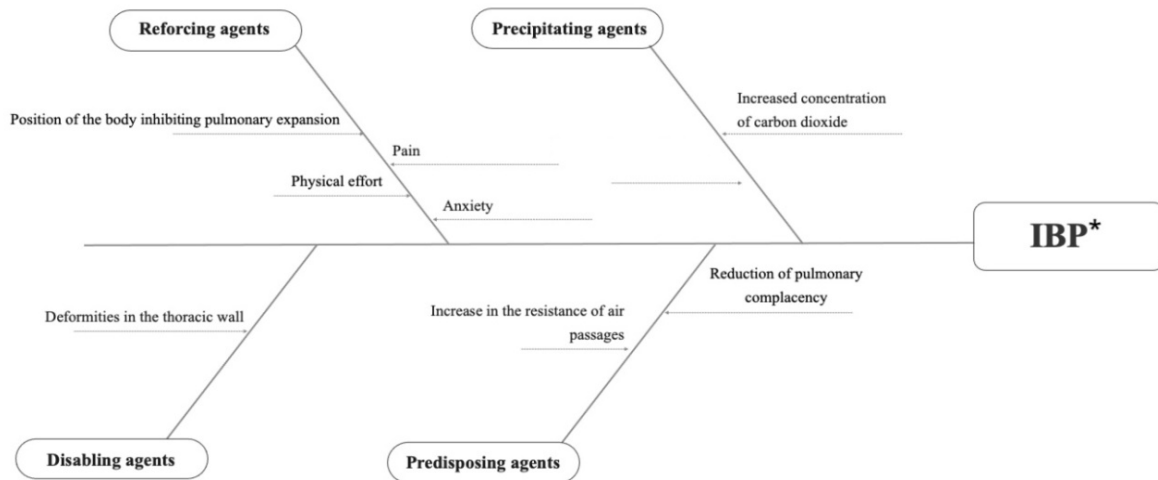 Reforcing agents
Precipitating agents
Increased concentration
of carbon dioxide
Position of the body inhibiting pulmonary expansion
Pain
Physical effort
Anxiety
IBP*
Reduction of pulmonary
complacency
Deformities in the thoracic wall
Increase in the resistance of air
passages
Disabling agents
Predisposing agents